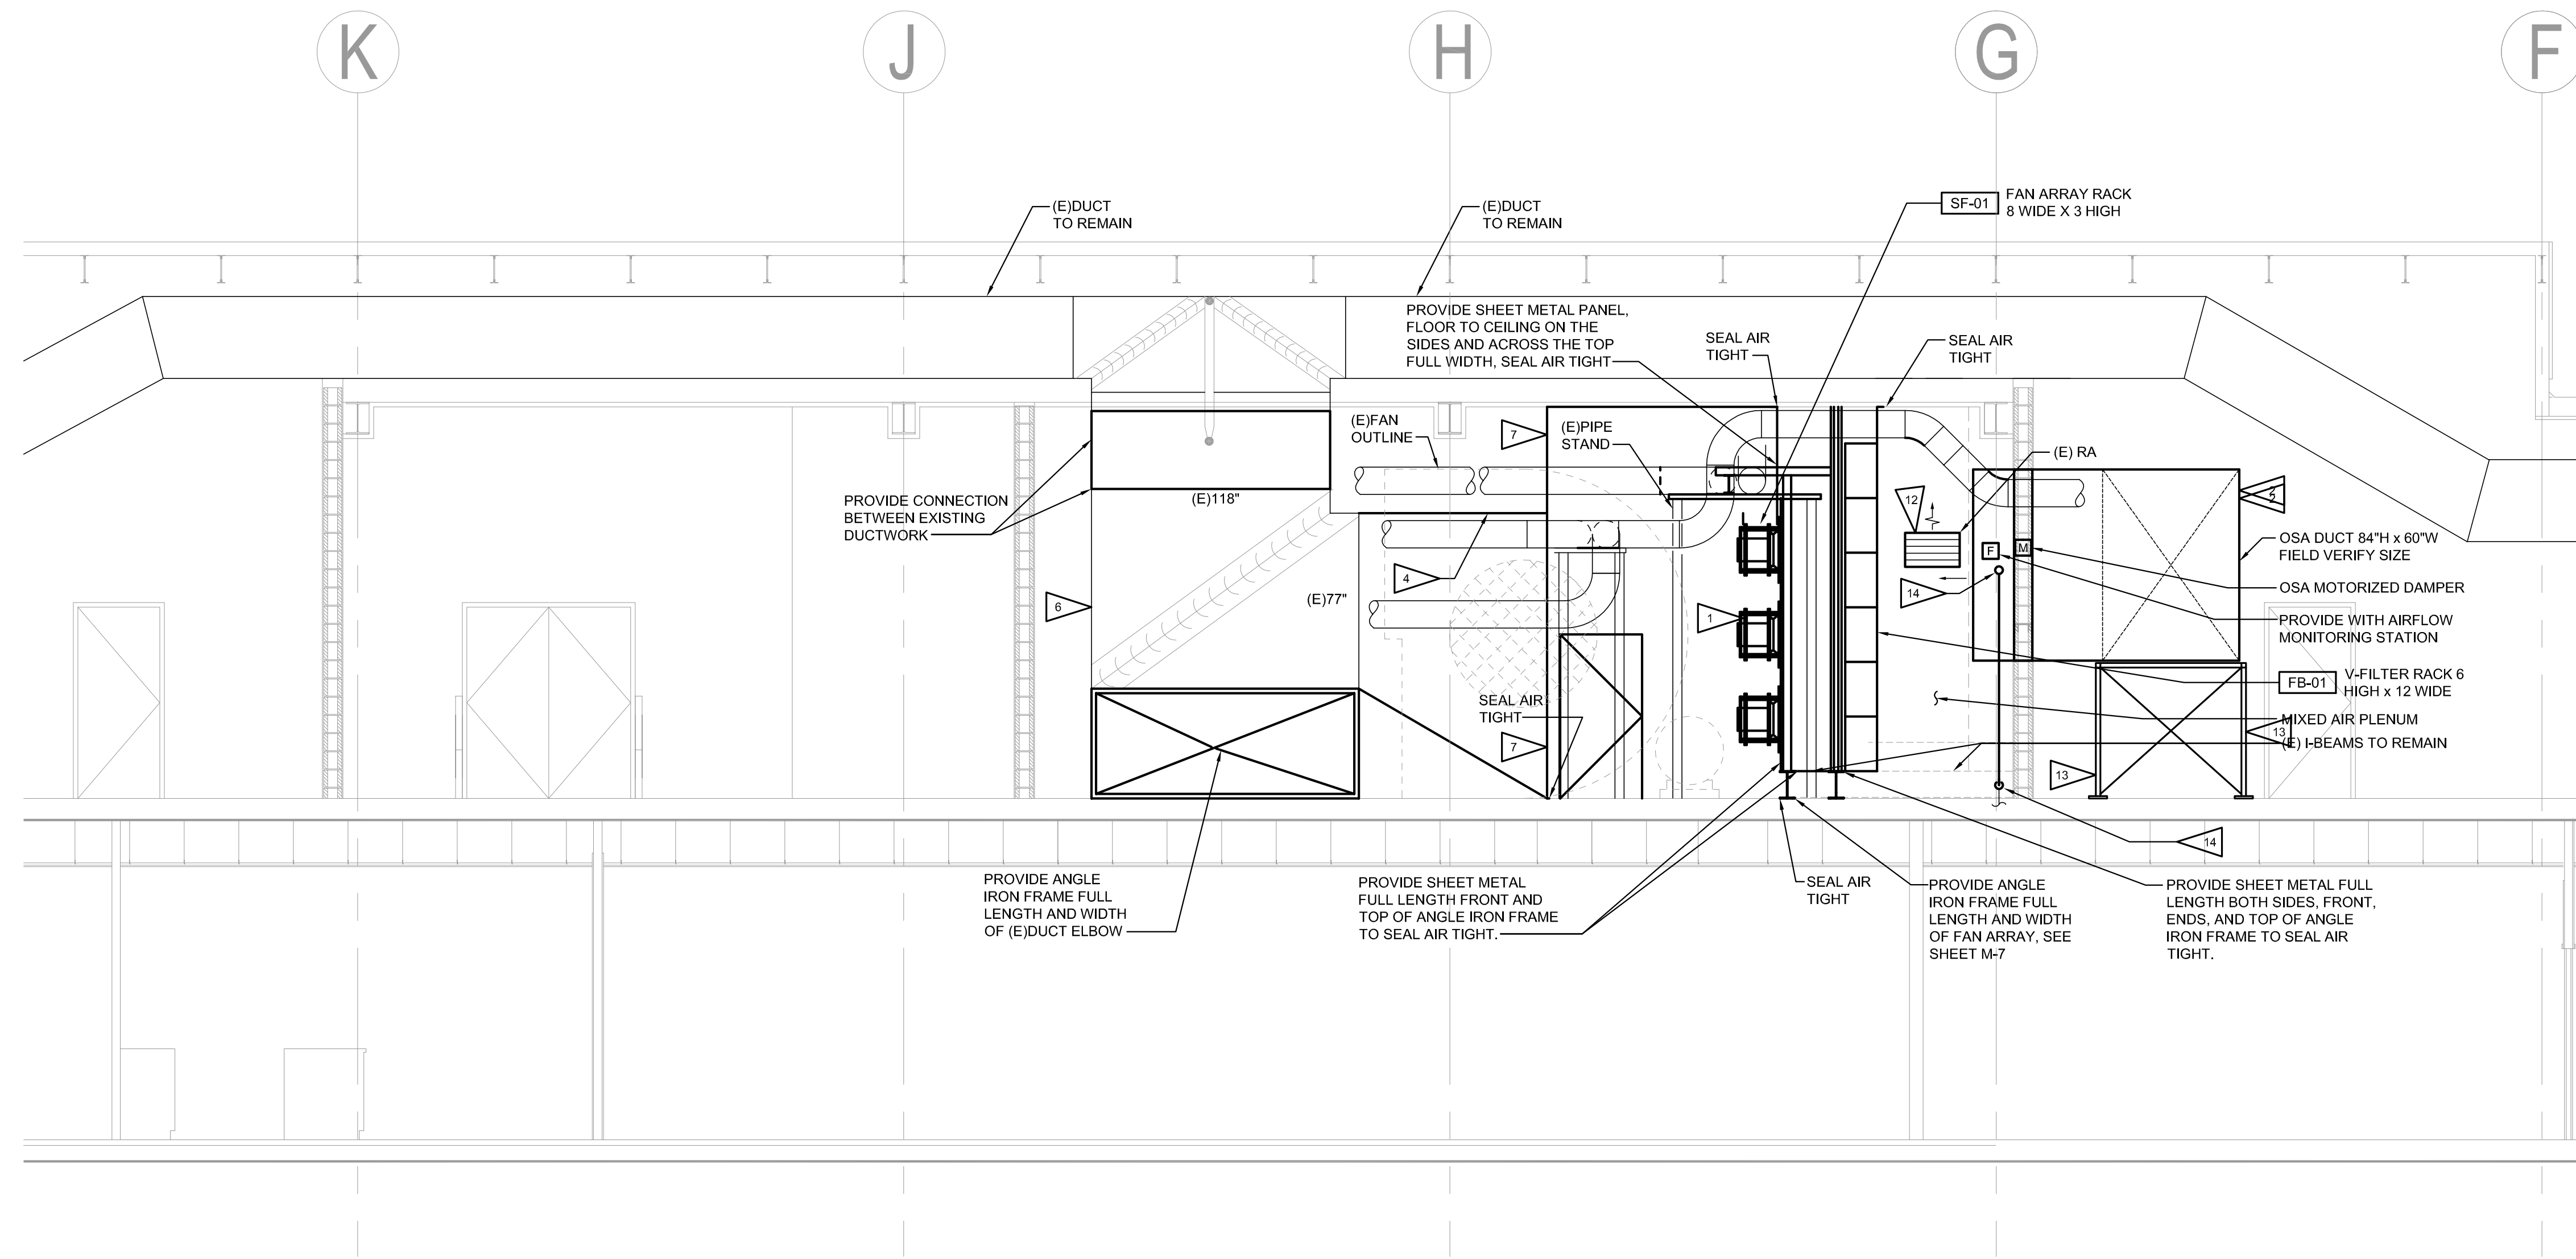 K
J
H
G
F
(E)DUCT
TO REMAIN
(E)DUCT
TO REMAIN
SF-01
FAN ARRAY RACK
8 WIDE X 3 HIGH
PROVIDE SHEET METAL PANEL,
FLOOR TO CEILING ON THE
SIDES AND ACROSS THE TOP
FULL WIDTH, SEAL AIR TIGHT
SEAL AIR
TIGHT
SEAL AIR
TIGHT
(E)FAN
OUTLINE
7
(E)PIPE
STAND
(E) RA
PROVIDE CONNECTION
BETWEEN EXISTING
DUCTWORK
(E)118"
12
2
2
OSA DUCT 84"H x 60"W
FIELD VERIFY SIZE
F
M
4
14
OSA MOTORIZED DAMPER
6
(E)77"
1
PROVIDE WITH AIRFLOW
MONITORING STATION
FB-01
V-FILTER RACK 6
HIGH x 12 WIDE
SEAL AIR
TIGHT
7
MIXED AIR PLENUM
13
(E) I-BEAMS TO REMAIN
13
14
PROVIDE ANGLE
IRON FRAME FULL
LENGTH AND WIDTH
OF (E)DUCT ELBOW
PROVIDE SHEET METAL
FULL LENGTH FRONT AND
TOP OF ANGLE IRON FRAME
TO SEAL AIR TIGHT.
SEAL AIR
TIGHT
PROVIDE ANGLE
IRON FRAME FULL
LENGTH AND WIDTH
OF FAN ARRAY, SEE
SHEET M-7
PROVIDE SHEET METAL FULL
LENGTH BOTH SIDES, FRONT,
ENDS, AND TOP OF ANGLE
IRON FRAME TO SEAL AIR
TIGHT.